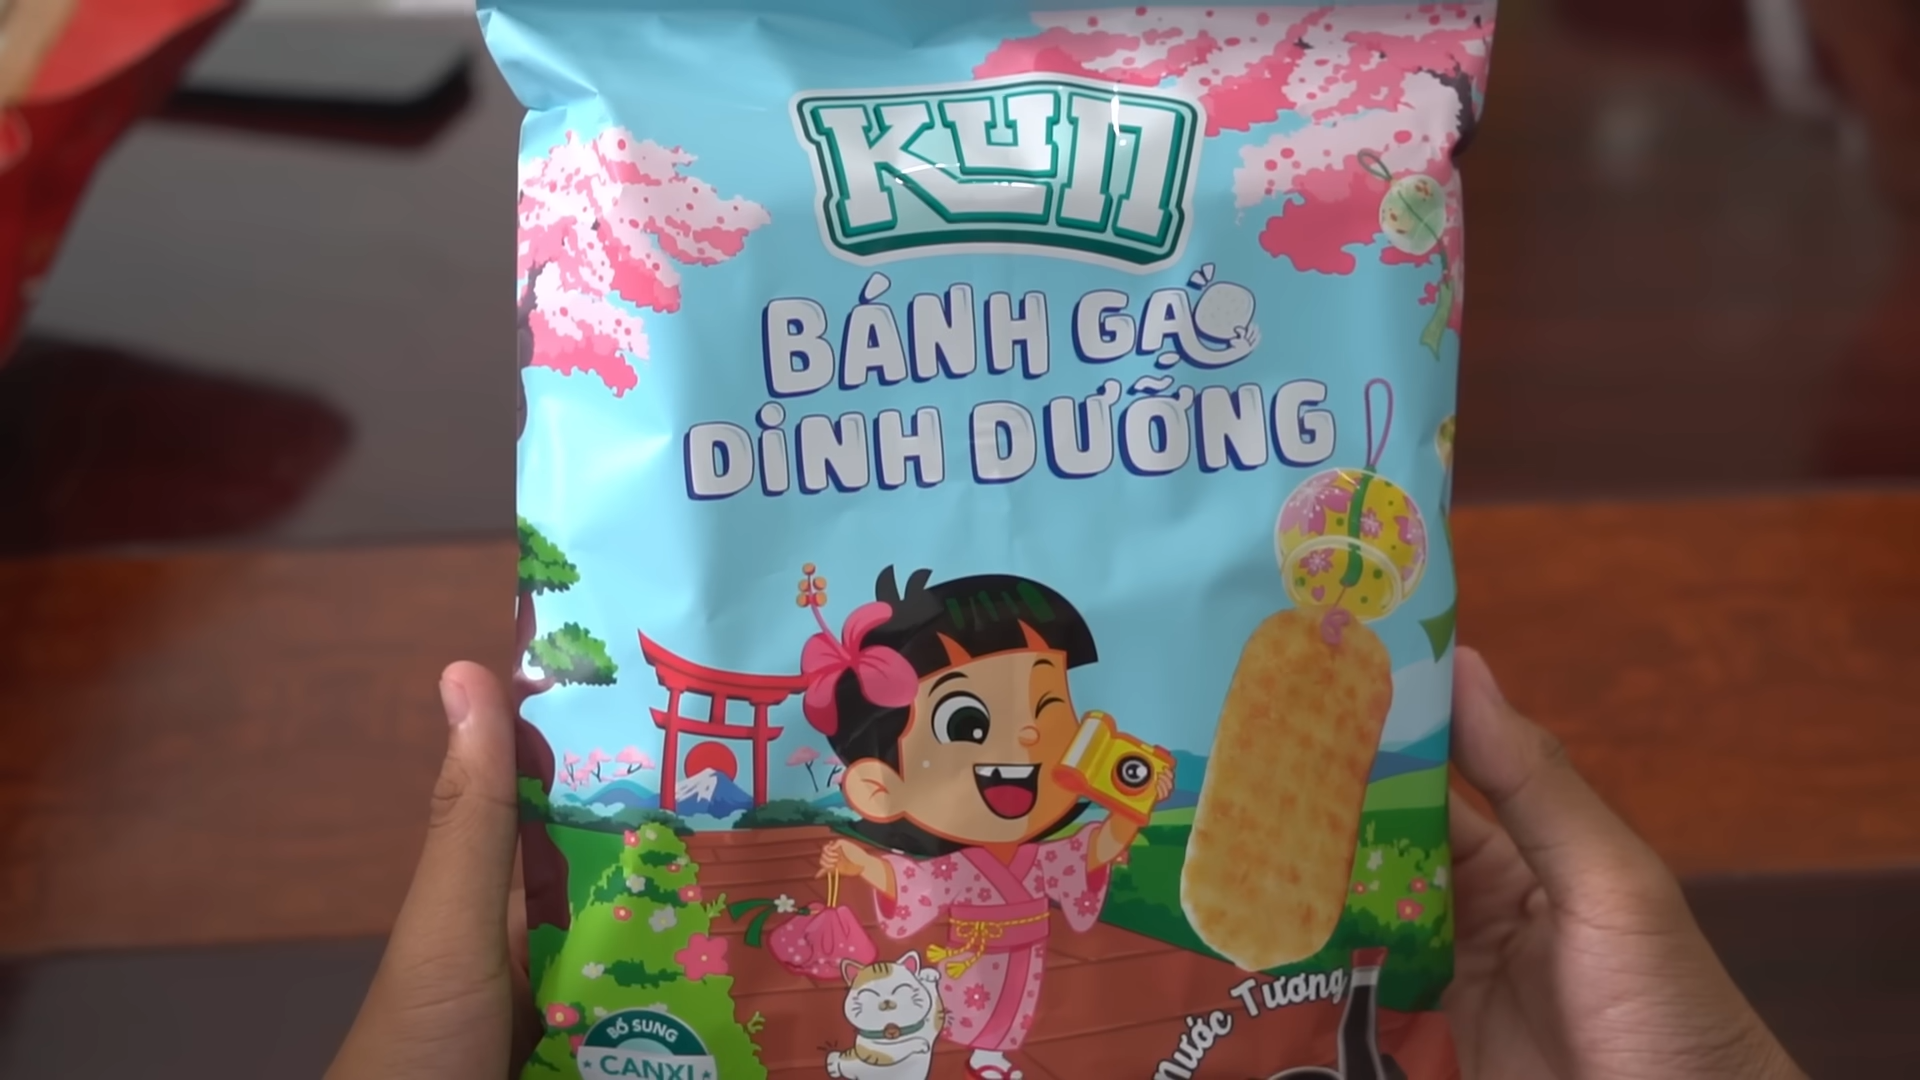 Kun
BÁNH GẠO
DINH DƯỠNG
nước Tương
BỔ SUNG
CANXI